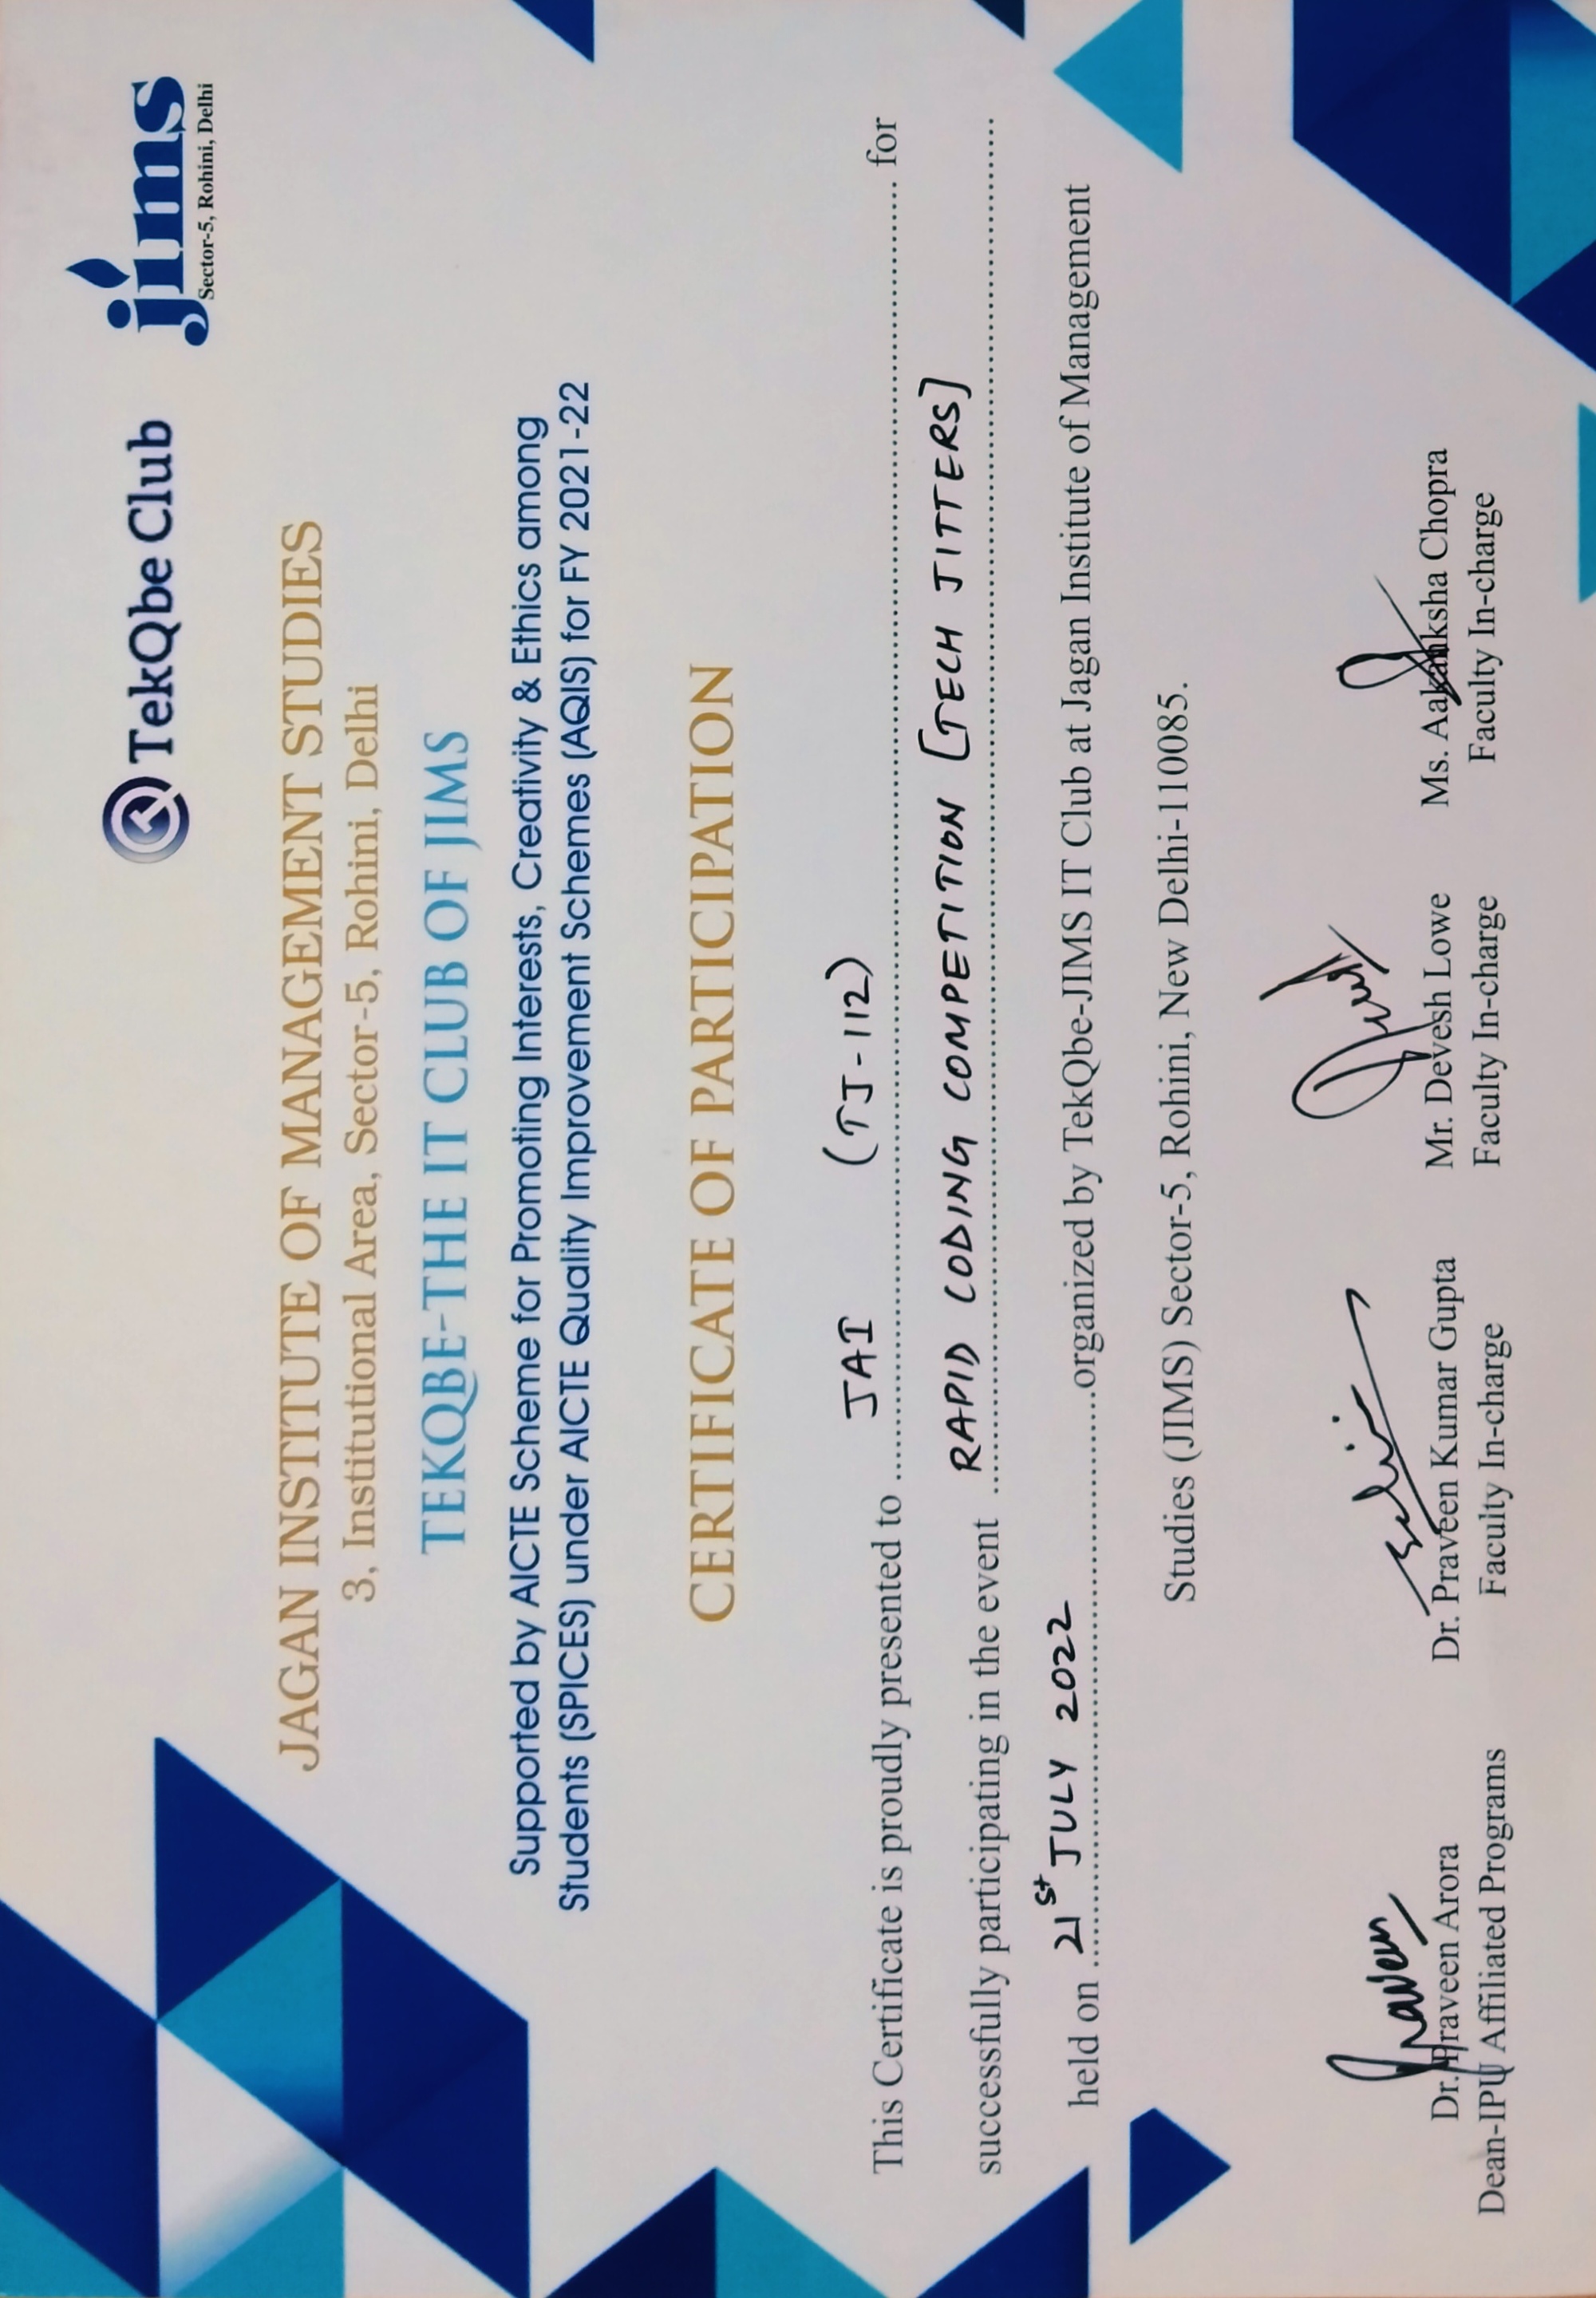 TekQbe Club
jims
Sector-5, Rohini, Delhi
JAGAN INSTITUTE OF MANAGEMENT STUDIES
3, Institutional Area, Sector-5, Rohini, Delhi
TEKQBE-THE IT CLUB OF JIMS
Supported by AICTE Scheme for Promoting Interests, Creativity & Ethics among
Students (SPICES) under AICTE Quality Improvement Schemes (AQIS) for FY 2021-22
CERTIFICATE OF PARTICIPATION
This Certificate is proudly presented to JAI (TJ-112) for
successfully participating in the event RAPID CODING COMPETITION [TECH JITTERS]
held on 21st JULY 2022 organized by TekQbe-JIMS IT Club at Jagan Institute of Management
Studies (JIMS) Sector-5, Rohini, New Delhi-110085.
Praveen
Dr. Praveen Arora Dr. Praveen Kumar Gupta Mr. Devesh Lowe Ms. Aakanksha Chopra
Dean-IPU Affiliated Programs Faculty In-charge Faculty In-charge Faculty In-charge